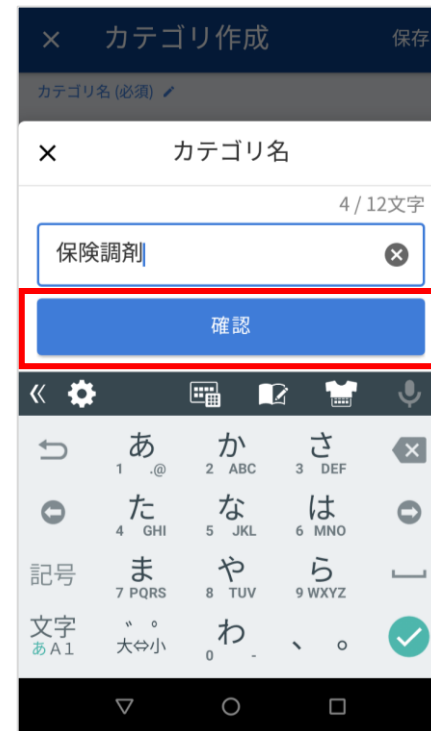 × カテゴリ作成 保存
カテゴリ名 (必須)
× カテゴリ名
4 / 12文字
保険調剤
確認
あ か さ
1 .@ 2 ABC 3 DEF
た な は
4 GHI 5 JKL 6 MNO
記号 ま や ら
7 PQRS 8 TUV 9 WXYZ
文字 ゛゜ わ 、。
あA1 大⇔小 0 -